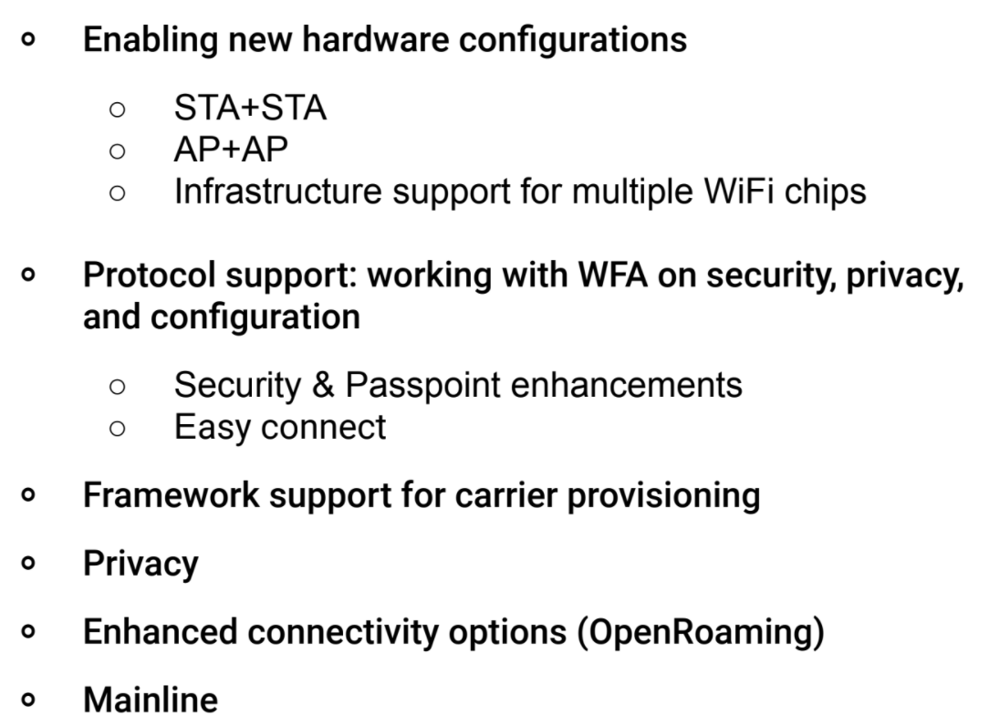 Enabling new hardware configurations
STA+STA
AP+AP
Infrastructure support for multiple WiFi chips
Protocol support: working with WFA on security, privacy,
and configuration
Security & Passpoint enhancements
Easy connect
Framework support for carrier provisioning
Privacy
Enhanced connectivity options (OpenRoaming)
Mainline